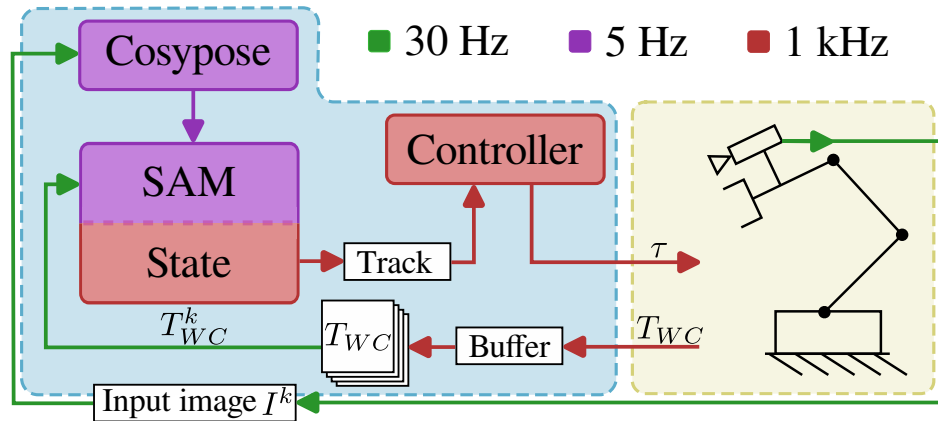 30 Hz
5 Hz
1 kHz
Cosypose
SAM
State
Controller
Track
τ
T_{WC}^k
T_{WC}
Buffer
T_{WC}
Input image I^k